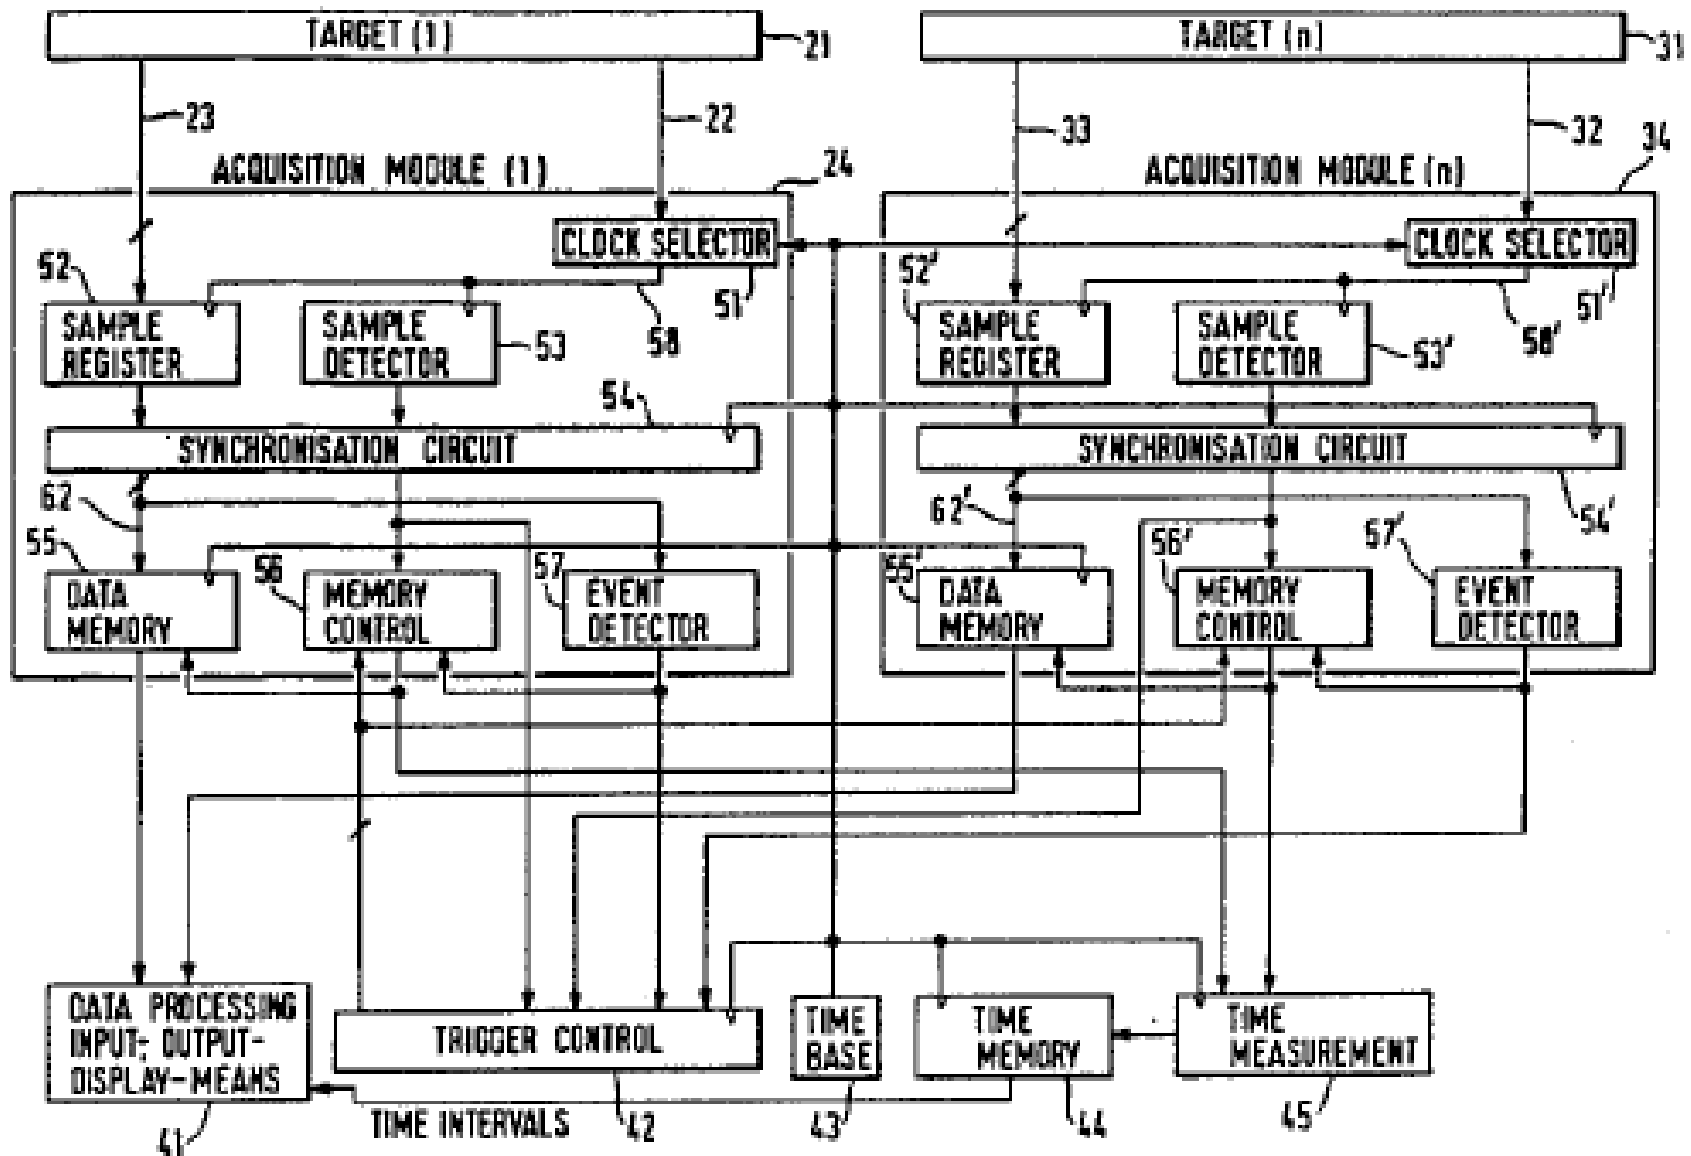 TARGET (1)
21
TARGET (n)
31
23
22
33
32
ACQUISITION MODULE (1)
24
ACQUISITION MODULE (n)
34
CLOCK SELECTOR
CLOCK SELECTOR
52
52'
51
51'
SAMPLE
REGISTER
SAMPLE
DETECTOR
53
58
SAMPLE
REGISTER
SAMPLE
DETECTOR
53'
58'
54
SYNCHRONISATION CIRCUIT
SYNCHRONISATION CIRCUIT
62
62'
54'
55
56
57
55'
56'
57'
DATA
MEMORY
MEMORY
CONTROL
EVENT
DETECTOR
DATA
MEMORY
MEMORY
CONTROL
EVENT
DETECTOR
DATA PROCESSING
INPUT; OUTPUT-
DISPLAY-MEANS
TRIGGER CONTROL
TIME
BASE
TIME
MEMORY
TIME
MEASUREMENT
TIME INTERVALS
41
42
43
44
45